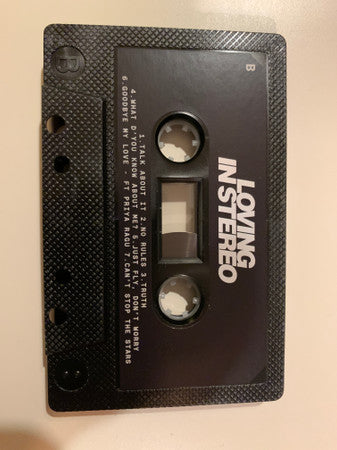 B
LOVING
IN STEREO
1.TALK ABOUT IT 2.NO RULES 3.TRUTH
4.WHAT D YOU KNOW ABOUT ME? 5.JUST FLY, DON'T WORRY
6.GOODBYE MY LOVE - FT PRIYA RAGU 7.CAN'T STOP THE STARS
B